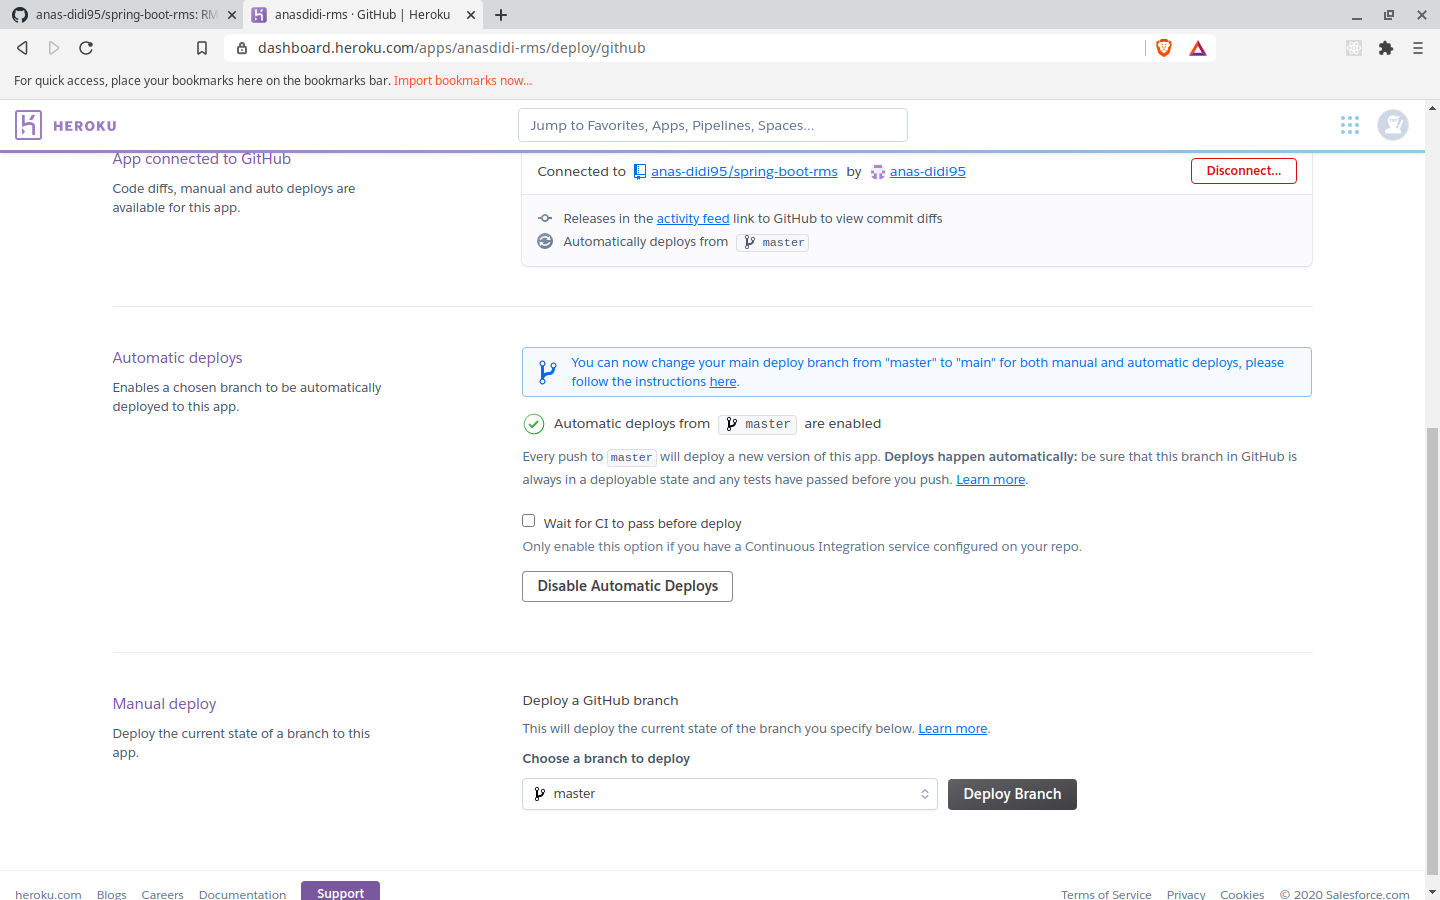 anas-didi95/spring-boot-rms: RM
anasdidi-rms · GitHub | Heroku
dashboard.heroku.com/apps/anasdidi-rms/deploy/github
For quick access, place your bookmarks here on the bookmarks bar. Import bookmarks now...
HEROKU
Jump to Favorites, Apps, Pipelines, Spaces...
App connected to GitHub
Code diffs, manual and auto deploys are
available for this app.
Connected to anas-didi95/spring-boot-rms by anas-didi95
Disconnect...
Releases in the activity feed link to GitHub to view commit diffs
Automatically deploys from master
Automatic deploys
Enables a chosen branch to be automatically
deployed to this app.
You can now change your main deploy branch from "master" to "main" for both manual and automatic deploys, please
follow the instructions here.
Automatic deploys from master are enabled
Every push to master will deploy a new version of this app. Deploys happen automatically: be sure that this branch in GitHub is
always in a deployable state and any tests have passed before you push. Learn more.
Wait for CI to pass before deploy
Only enable this option if you have a Continuous Integration service configured on your repo.
Disable Automatic Deploys
Manual deploy
Deploy the current state of a branch to this
app.
Deploy a GitHub branch
This will deploy the current state of the branch you specify below. Learn more.
Choose a branch to deploy
master
Deploy Branch
heroku.com Blogs Careers Documentation Support
Terms of Service Privacy Cookies © 2020 Salesforce.com